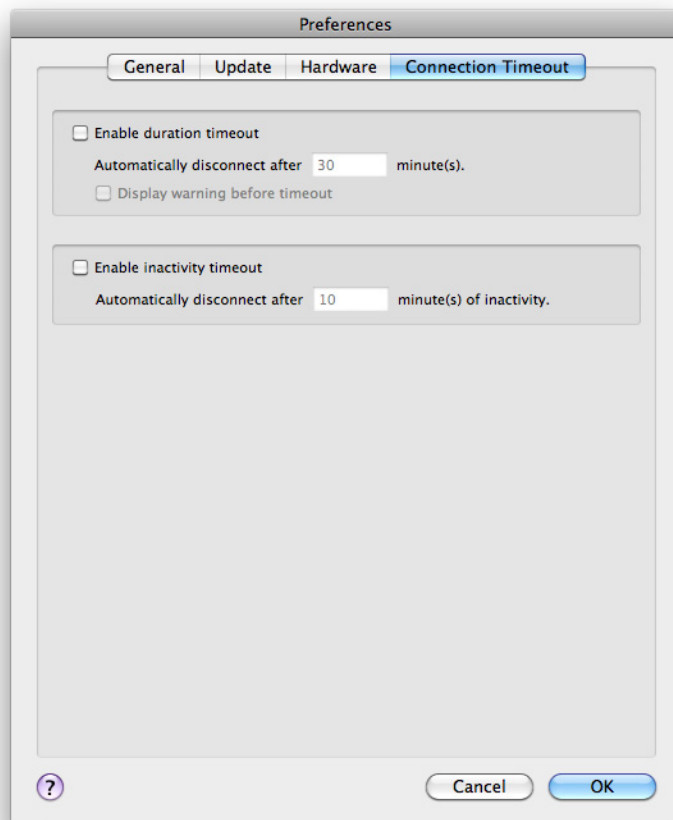 Preferences
General Update Hardware Connection Timeout
Enable duration timeout
Automatically disconnect after 30 minute(s).
Display warning before timeout
Enable inactivity timeout
Automatically disconnect after 10 minute(s) of inactivity.
? Cancel OK